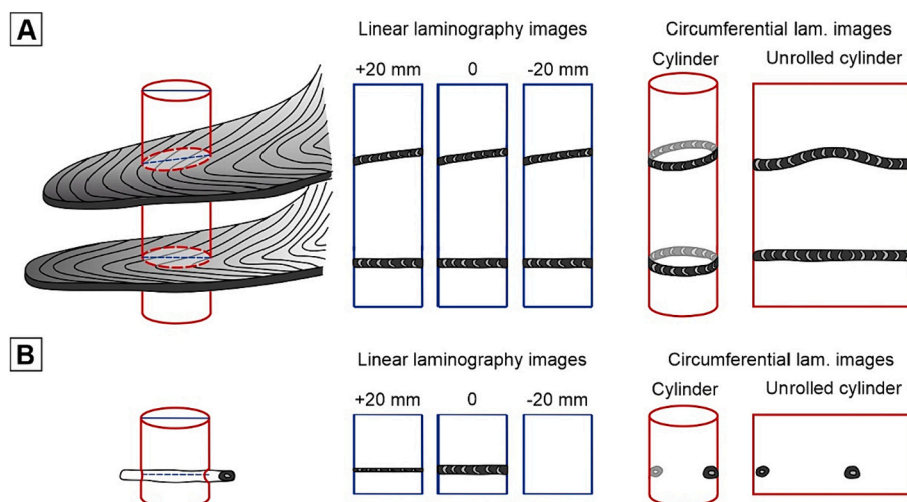 A
Linear laminography images
Circumferential lam. images
+20 mm 0 -20 mm
Cylinder Unrolled cylinder
B
Linear laminography images
Circumferential lam. images
+20 mm 0 -20 mm
Cylinder Unrolled cylinder